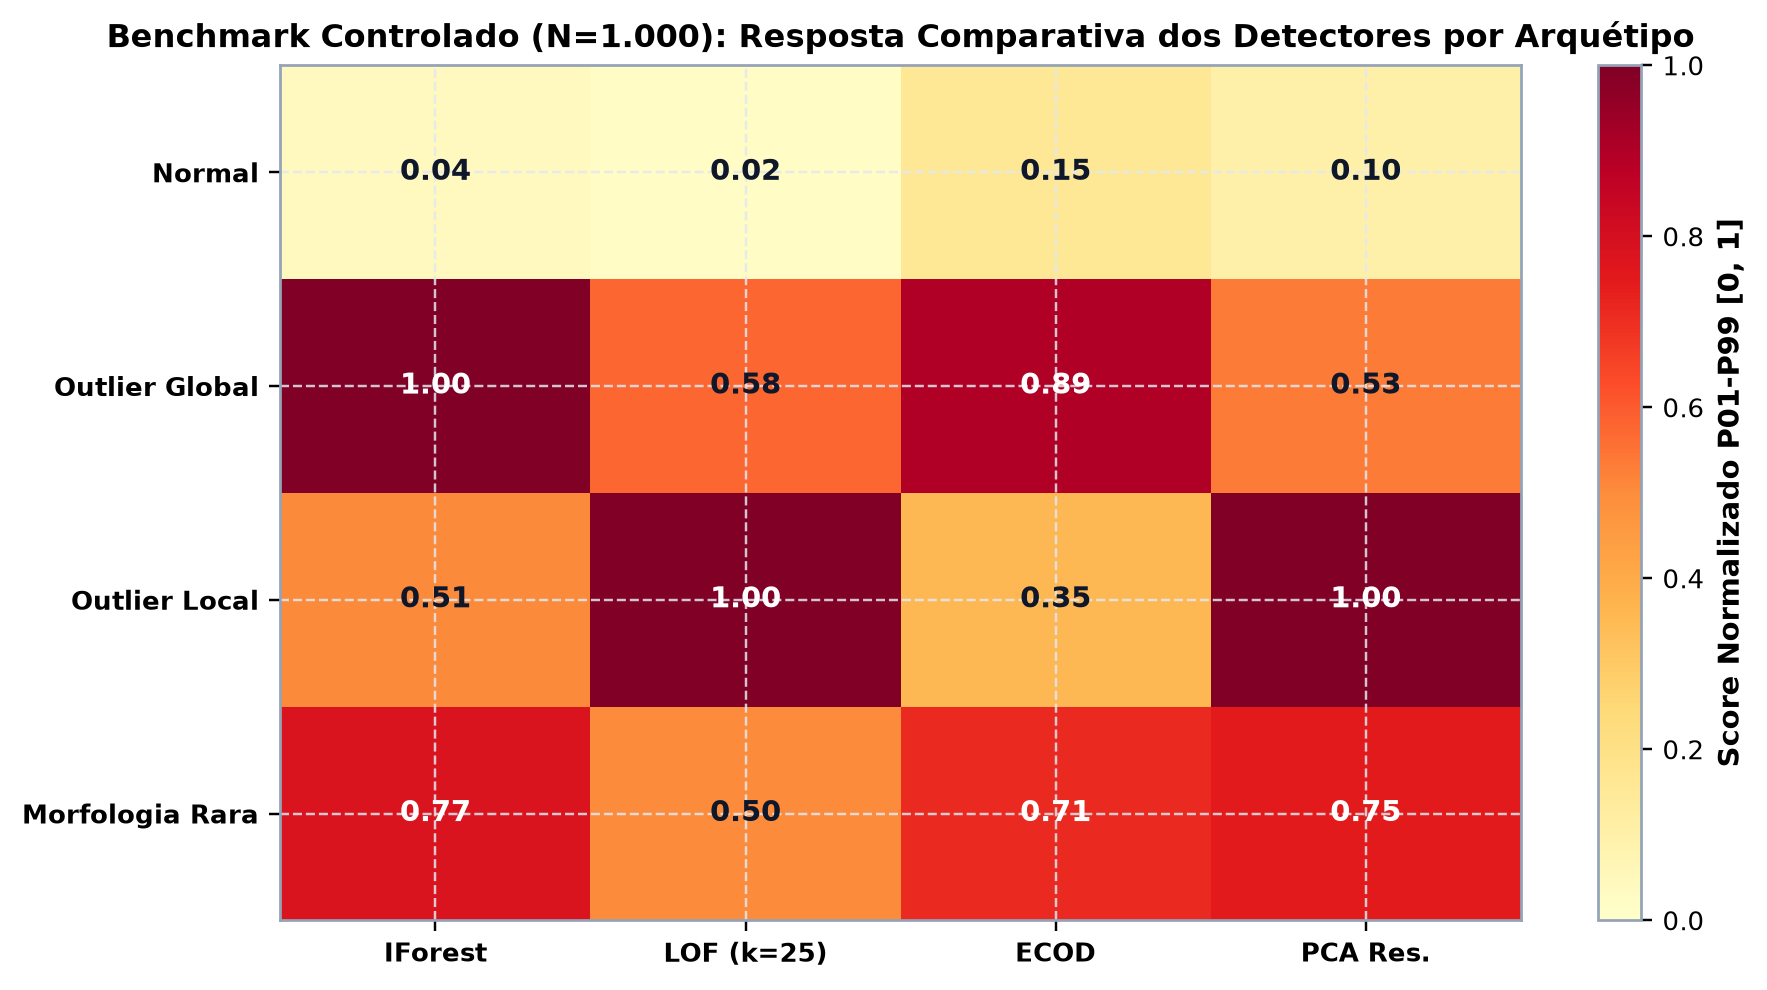 Benchmark Controlado (N=1.000): Resposta Comparativa dos Detectores por Arquétipo
Normal 0.04 0.02 0.15 0.10
Outlier Global 1.00 0.58 0.89 0.53
Outlier Local 0.51 1.00 0.35 1.00
Morfologia Rara 0.77 0.50 0.71 0.75
IForest LOF (k=25) ECOD PCA Res.
1.0
0.8
0.6
0.4
0.2
0.0
Score Normalizado P01-P99 [0, 1]